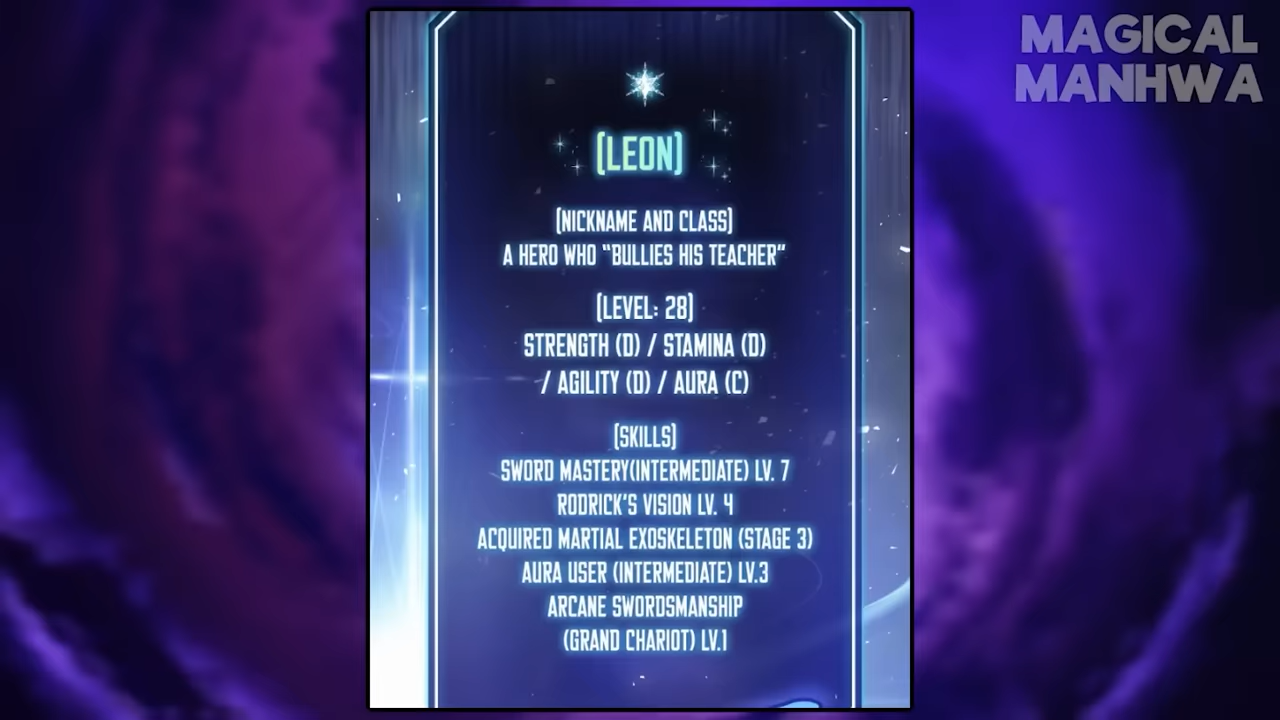 MAGICAL
MANHWA
[LEON]
[NICKNAME AND CLASS]
A HERO WHO “BULLIES HIS TEACHER”
[LEVEL: 28]
STRENGTH (D) / STAMINA (D)
/ AGILITY (D) / AURA (C)
[SKILLS]
SWORD MASTERY(INTERMEDIATE) LV. 7
RODRICK'S VISION LV. 4
ACQUIRED MARTIAL EXOSKELETON (STAGE 3)
AURA USER (INTERMEDIATE) LV.3
ARCANE SWORDSMANSHIP
(GRAND CHARIOT) LV.1